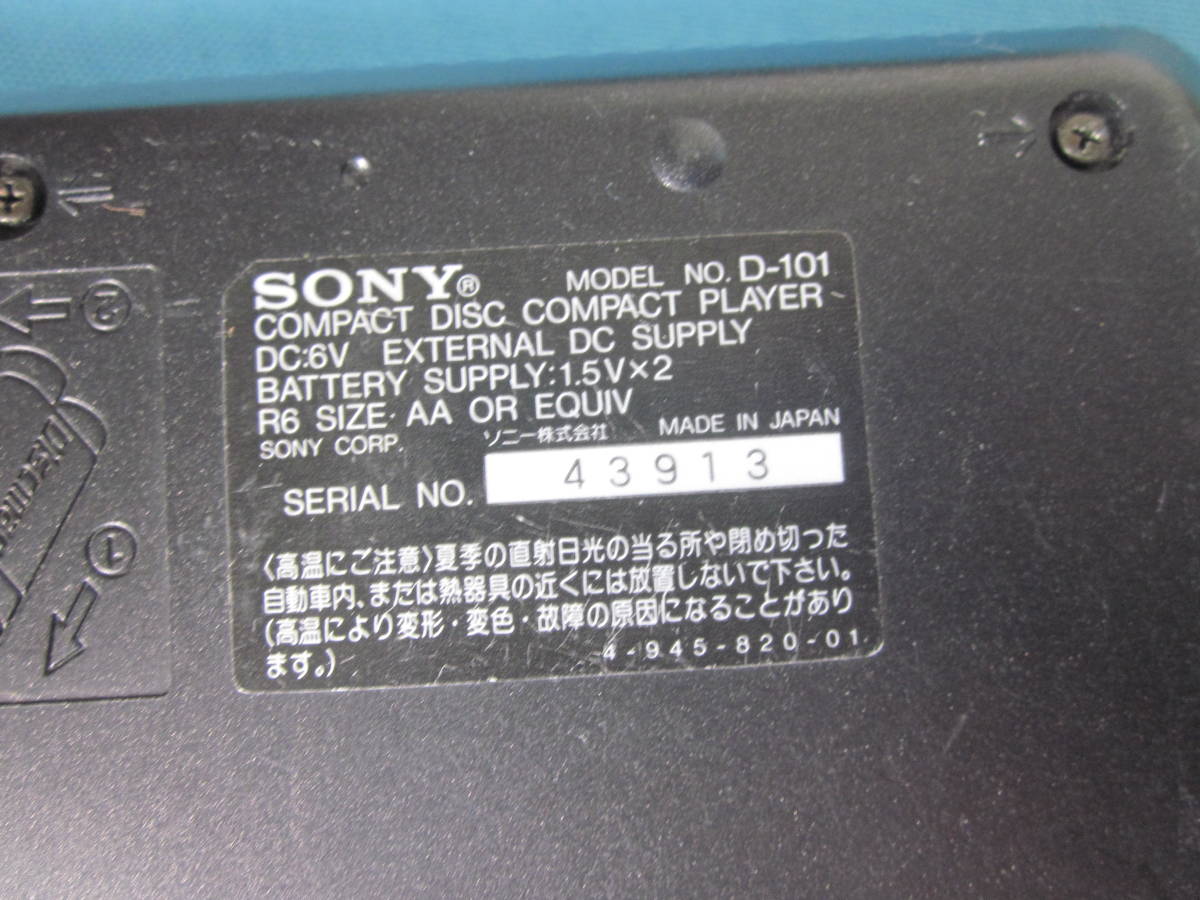 SONY® MODEL NO. D-101
COMPACT DISC COMPACT PLAYER
DC:6V EXTERNAL DC SUPPLY
BATTERY SUPPLY:1.5V×2
R6 SIZE AA OR EQUIV
SONY CORP. ソニー株式会社 MADE IN JAPAN
SERIAL NO. 43913
〈高温にご注意〉夏季の直射日光の当る所や閉め切った
自動車内、または熱器具の近くには放置しないで下さい。
(高温により変形・変色・故障の原因になることがあり
ます。)
4-945-820-01
2
1